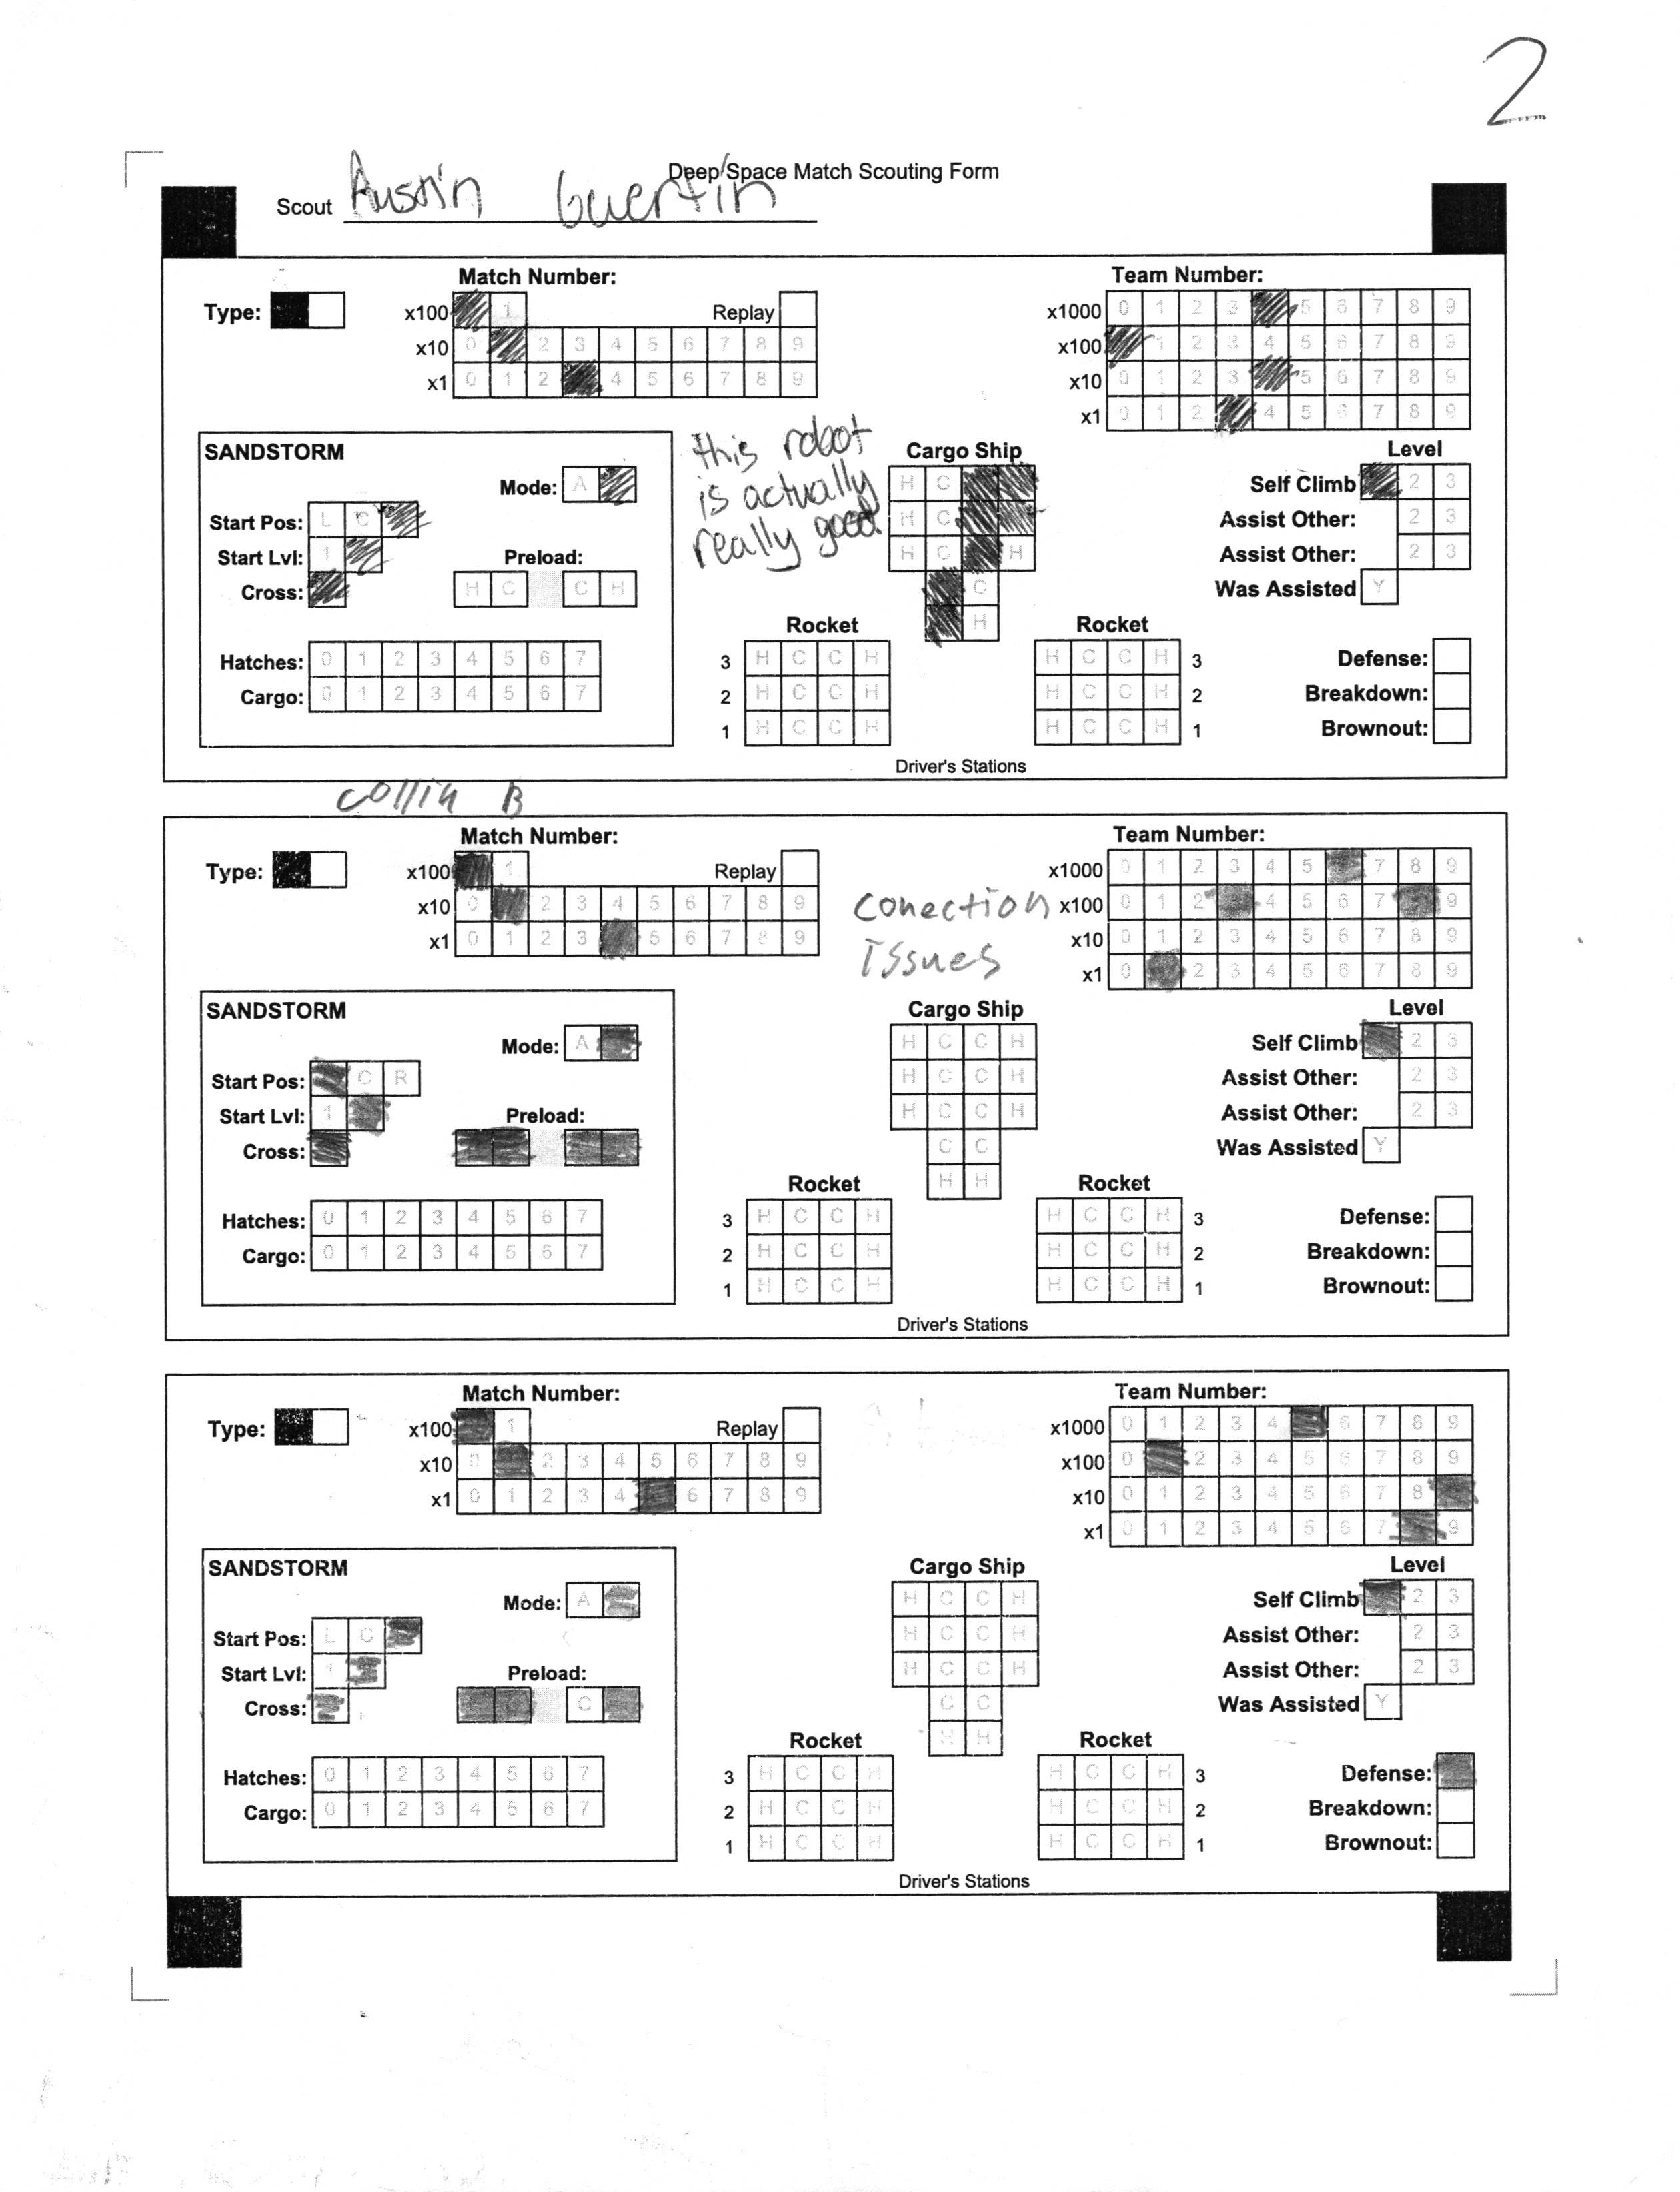 2
Deep Space Match Scouting Form
Scout Austin Guertin
Match Number:
Team Number:
Type:
x100 1 Replay
x1000 0 1 2 3 5 6 7 8 9
x10 0 2 3 4 5 6 7 8 9
x100 1 2 3 4 5 6 7 8 9
x1 0 1 2 4 5 6 7 8 9
x10 0 1 2 3 5 6 7 8 9
x1 0 1 2 4 5 6 7 8 9
this robot
is actually
really good
SANDSTORM
Mode: A
Start Pos: L C
Start Lvl: 1
Preload:
Cross:
H C C H
Hatches: 0 1 2 3 4 5 6 7
Cargo: 0 1 2 3 4 5 6 7
Cargo Ship
H C
H C
H C H
C
H
Level
Self Climb 2 3
Assist Other: 2 3
Assist Other: 2 3
Was Assisted Y
Rocket
Rocket
3 H C C H
H C C H 3
2 H C C H
H C C H 2
1 H C C H
H C C H 1
Defense:
Breakdown:
Brownout:
Driver's Stations
collin B
Match Number:
Team Number:
Type:
x100 1 Replay
x1000 0 1 2 3 4 5 7 8 9
x10 0 2 3 4 5 6 7 8 9
x100 0 1 2 4 5 6 7 9
x1 0 1 2 3 5 6 7 8 9
x10 0 1 2 3 4 5 6 7 8 9
x1 0 2 3 4 5 6 7 8 9
Conection
Issues
SANDSTORM
Mode: A
Start Pos: C R
Start Lvl: 1
Preload:
Cross:
Hatches: 0 1 2 3 4 5 6 7
Cargo: 0 1 2 3 4 5 6 7
Cargo Ship
H C C H
H C C H
H C C H
C C
H H
Level
Self Climb 2 3
Assist Other: 2 3
Assist Other: 2 3
Was Assisted Y
Rocket
Rocket
3 H C C H
H C C H 3
2 H C C H
H C C H 2
1 H C C H
H C C H 1
Defense:
Breakdown:
Brownout:
Driver's Stations
Match Number:
Team Number:
Type:
x100 1 Replay
x1000 0 1 2 3 4 6 7 8 9
x10 0 2 3 4 5 6 7 8 9
x100 0 2 3 4 5 6 7 8 9
x1 0 1 2 3 4 6 7 8 9
x10 0 1 2 3 4 5 6 7 8
x1 0 1 2 3 4 5 6 7 9
SANDSTORM
Mode: A
Start Pos: L C
Start Lvl: 1
Preload:
Cross:
C
Hatches: 0 1 2 3 4 5 6 7
Cargo: 0 1 2 3 4 5 6 7
Cargo Ship
H C C H
H C C H
H C C H
C C
H H
Level
Self Climb 2 3
Assist Other: 2 3
Assist Other: 2 3
Was Assisted Y
Rocket
Rocket
3 H C C H
H C C H 3
2 H C C H
H C C H 2
1 H C C H
H C C H 1
Defense:
Breakdown:
Brownout:
Driver's Stations